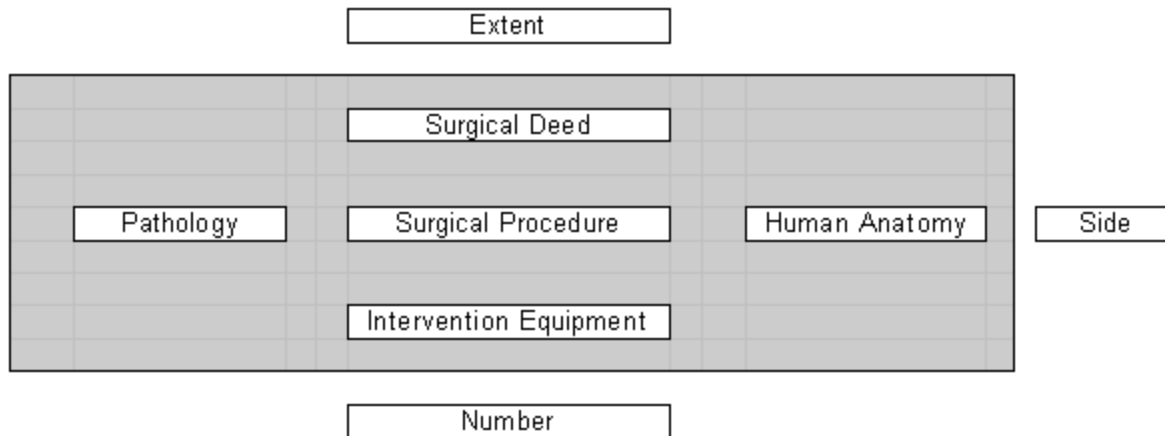 Extent
Surgical Deed
Pathology
Surgical Procedure
Human Anatomy
Side
Intervention Equipment
Number